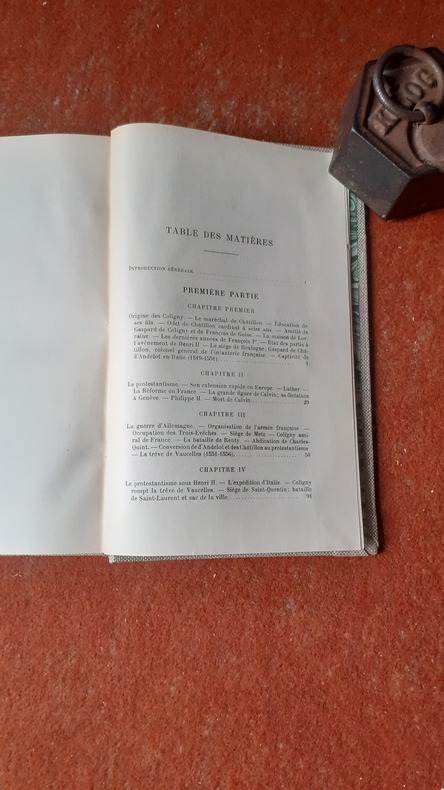 TABLE DES MATIÈRES
INTRODUCTION GÉNÉRALE
PREMIÈRE PARTIE
CHAPITRE PREMIER
Origine des Coligny. — Le maréchal de Châtillon. — Éducation de
ses fils. — Odet de Châtillon cardinal à seize ans. — Amitié de
Gaspard de Coligny et de François de Guise. — La maison de Lor-
raine. — Les dernières années de François Ier. — État des partis à
l'avènement de Henri II. — Le siège de Boulogne, Gaspard de Châ-
tillon, colonel général de l'infanterie française. — Captivité de
d'Andelot en Italie (1519-1551)
CHAPITRE II
Le protestantisme. — Son extension rapide en Europe. — Luther. —
La Réforme en France. — La grande figure de Calvin; sa dictature
à Genève. — Philippe II. — Mort de Calvin
CHAPITRE III
La guerre d'Allemagne. — Organisation de l'armée française. —
Occupation des Trois-Évêchés. — Siège de Metz. — Coligny ami-
ral de France. — La bataille de Renty. — Abdication de Charles-
Quint. — Conversion de d'Andelot et des Châtillon au protestantisme
— La trêve de Vaucelles (1551-1556). 50
CHAPITRE IV
Le protestantisme sous Henri II. — L'expédition d'Italie. — Coligny
rompt la trêve de Vaucelles. — Siège de Saint-Quentin; bataille
de Saint-Laurent et sac de la ville